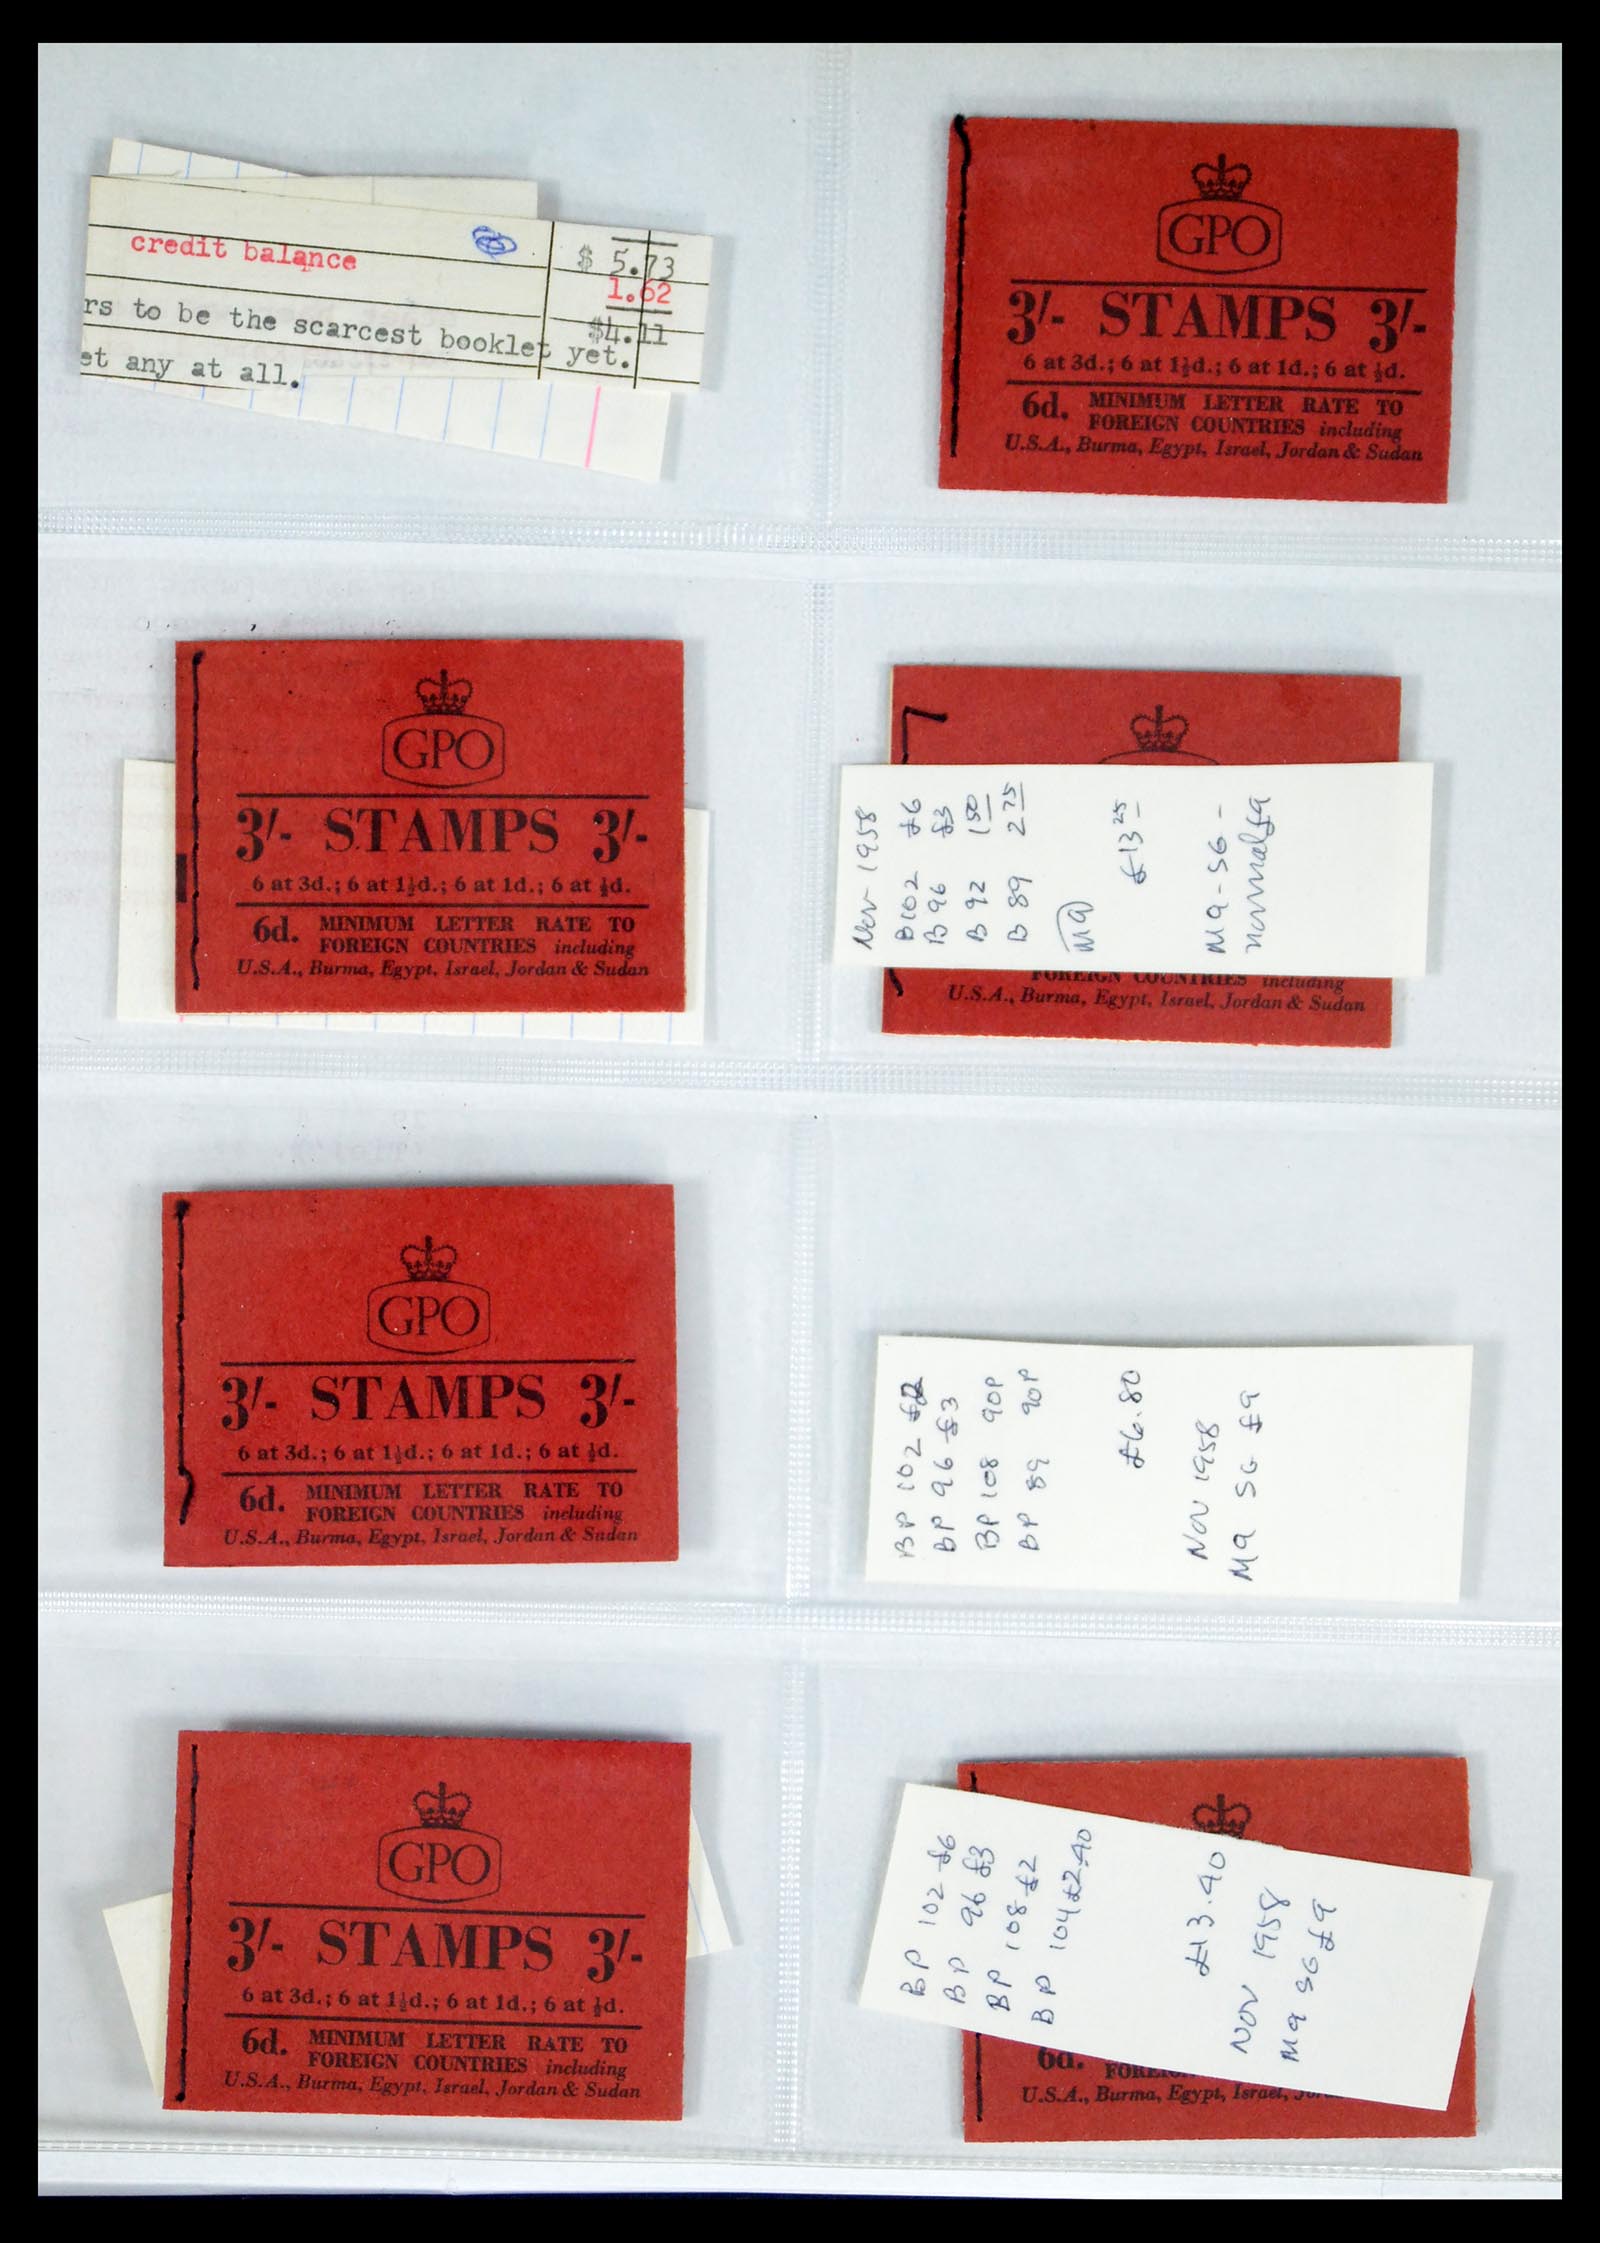 credit balance
$ 5.73
1.62
$4.11
rs to be the scarcest booklet yet.
et any at all.
GPO
3/- STAMPS 3/-
6 at 3d.; 6 at 1½d.; 6 at 1d.; 6 at ½d.
6d. MINIMUM LETTER RATE TO
FOREIGN COUNTRIES including
U.S.A., Burma, Egypt, Israel, Jordan & Sudan
GPO
3/- STAMPS 3/-
6 at 3d.; 6 at 1½d.; 6 at 1d.; 6 at ½d.
6d. MINIMUM LETTER RATE TO
FOREIGN COUNTRIES including
U.S.A., Burma, Egypt, Israel, Jordan & Sudan
Nov 1958
B102 £6
B 96 £3
B 92 1 50
B 89 2 75
M9
£13 25
M9 - SG -
normal £9
FOREIGN COUNTRIES including
U.S.A., Burma, Egypt, Israel, Jordan & Sudan
GPO
3/- STAMPS 3/-
6 at 3d.; 6 at 1½d.; 6 at 1d.; 6 at ½d.
6d. MINIMUM LETTER RATE TO
FOREIGN COUNTRIES including
U.S.A., Burma, Egypt, Israel, Jordan & Sudan
BP 102
BP 96 £3
BP 108 90P
BP 89 90P
£6.80
Nov 1958
M9 SG £9
GPO
3/- STAMPS 3/-
6 at 3d.; 6 at 1½d.; 6 at 1d.; 6 at ½d.
6d. MINIMUM LETTER RATE TO
FOREIGN COUNTRIES including
U.S.A., Burma, Egypt, Israel, Jordan & Sudan
BP 102 £6
BP 96 £3
BP 108 £2
BP 104 £2.40
£13.40
Nov 1958
M9 SG £9
6d.
U.S.A., Burma, Egypt, Israel,